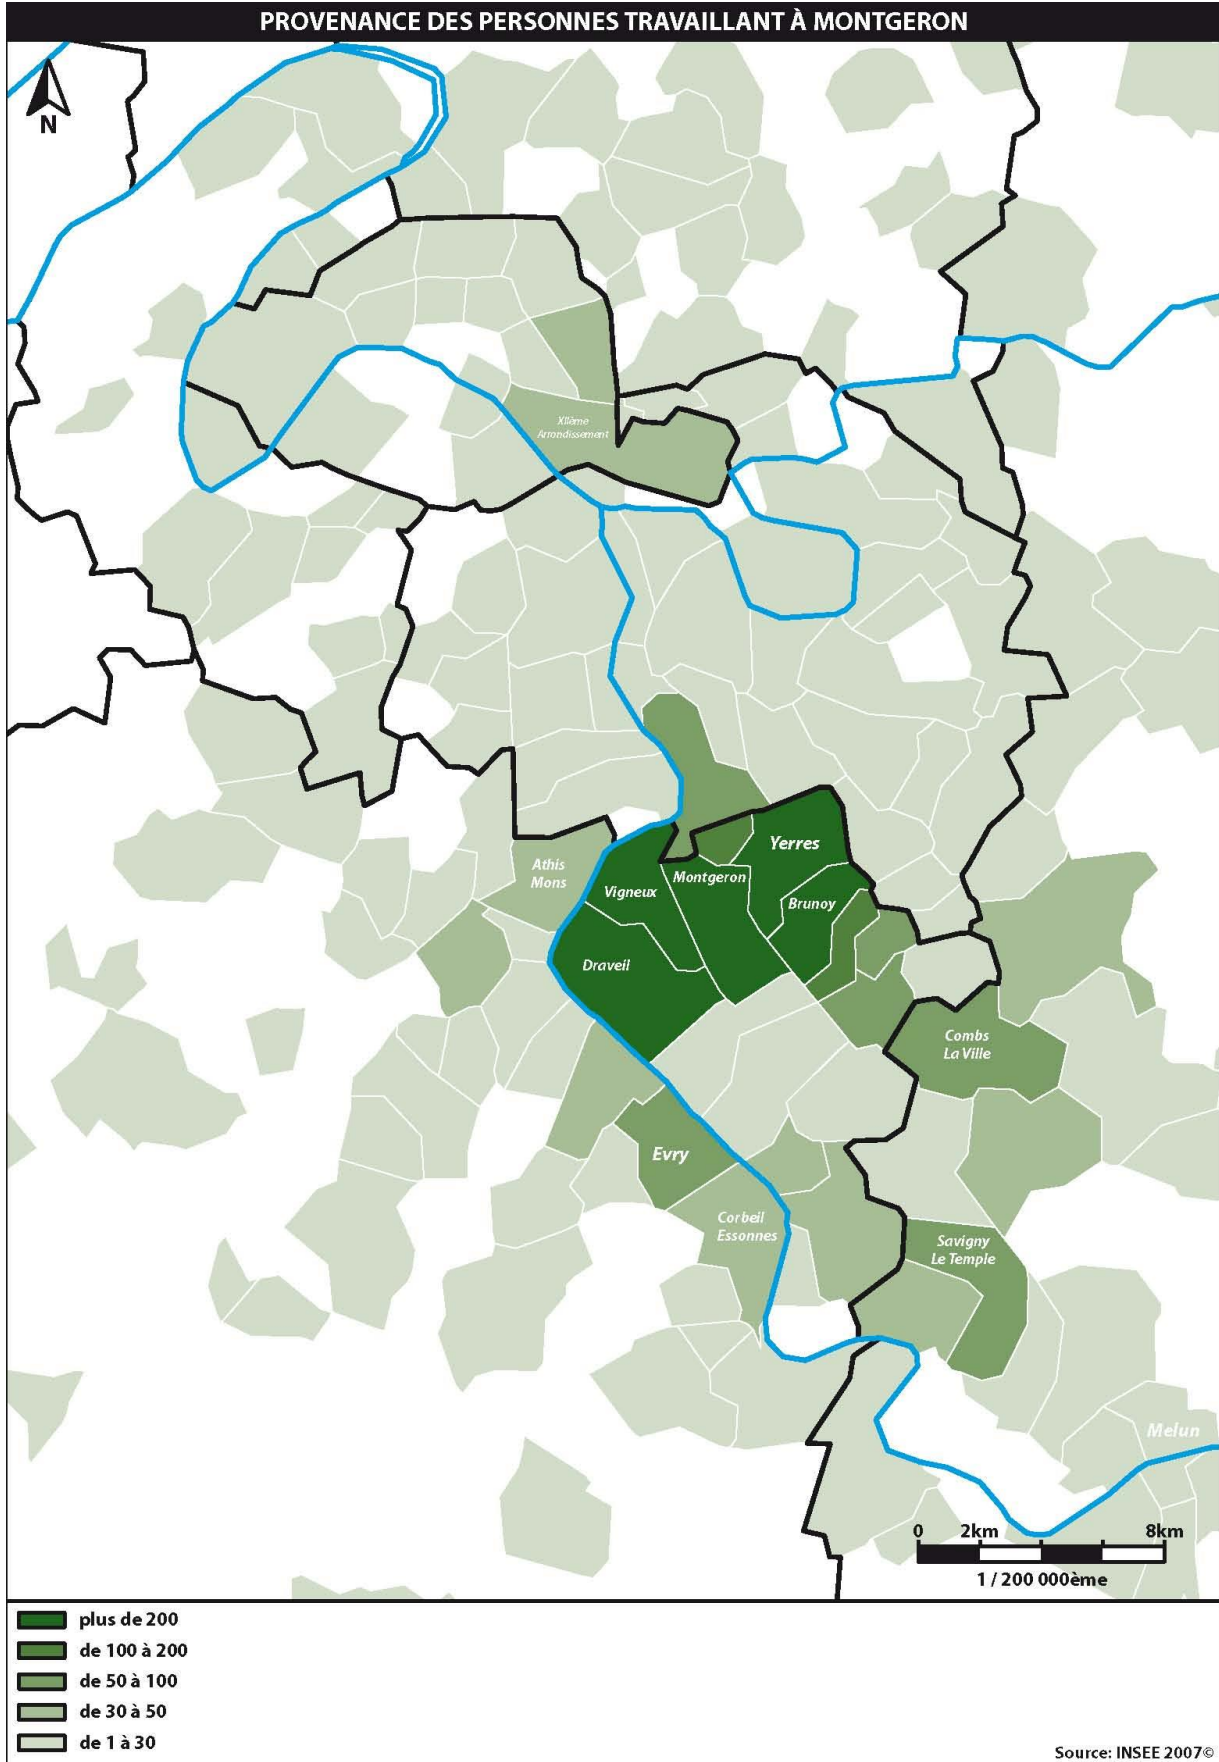 PROVENANCE DES PERSONNES TRAVAILLANT À MONTGERON
N
XIIème
Arrondissement
Yerres
Athis
Mons
Vigneux
Montgeron
Brunoy
Draveil
Combs
La Ville
Evry
Corbeil
Essonnes
Savigny
Le Temple
Melun
0 2km 8km
1 / 200 000ème
plus de 200
de 100 à 200
de 50 à 100
de 30 à 50
de 1 à 30
Source: INSEE 2007©